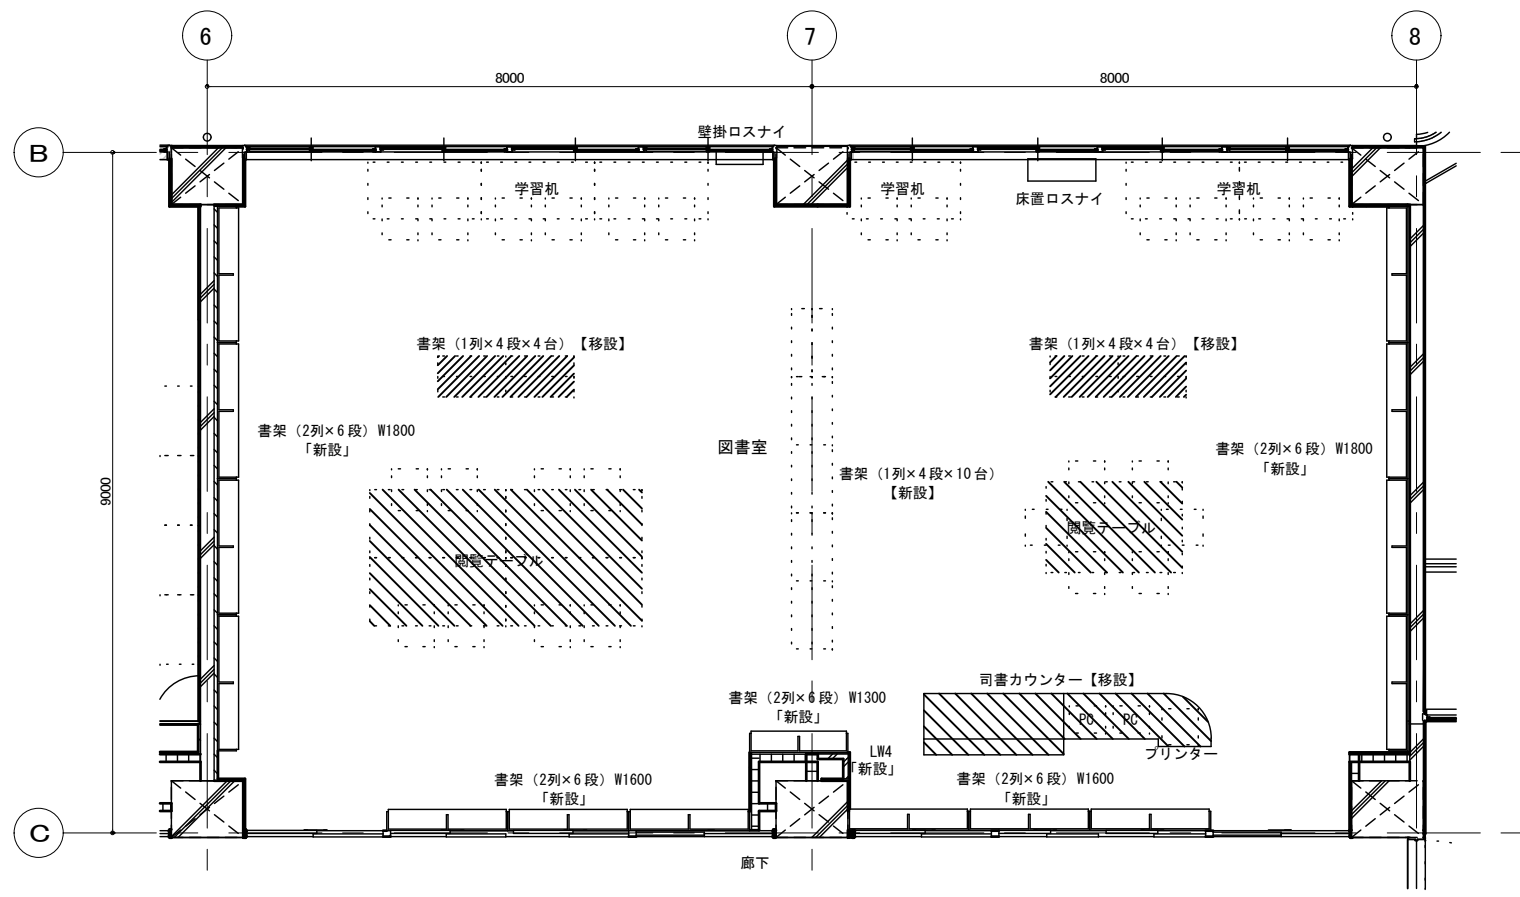 6
7
8
8000
8000
B
壁掛ロスナイ
学習机
学習机
床置ロスナイ
学習机
書架（1列×4段×4台）【移設】
書架（1列×4段×4台）【移設】
書架（2列×6段）W1800
「新設」
図書室
書架（1列×4段×10台）
【新設】
書架（2列×6段）W1800
「新設」
9000
閲覧テーブル
閲覧テーブル
司書カウンター【移設】
書架（2列×6段）W1300
「新設」
PC
PC
プリンター
LW4
「新設」
書架（2列×6段）W1600
「新設」
書架（2列×6段）W1600
「新設」
C
廊下